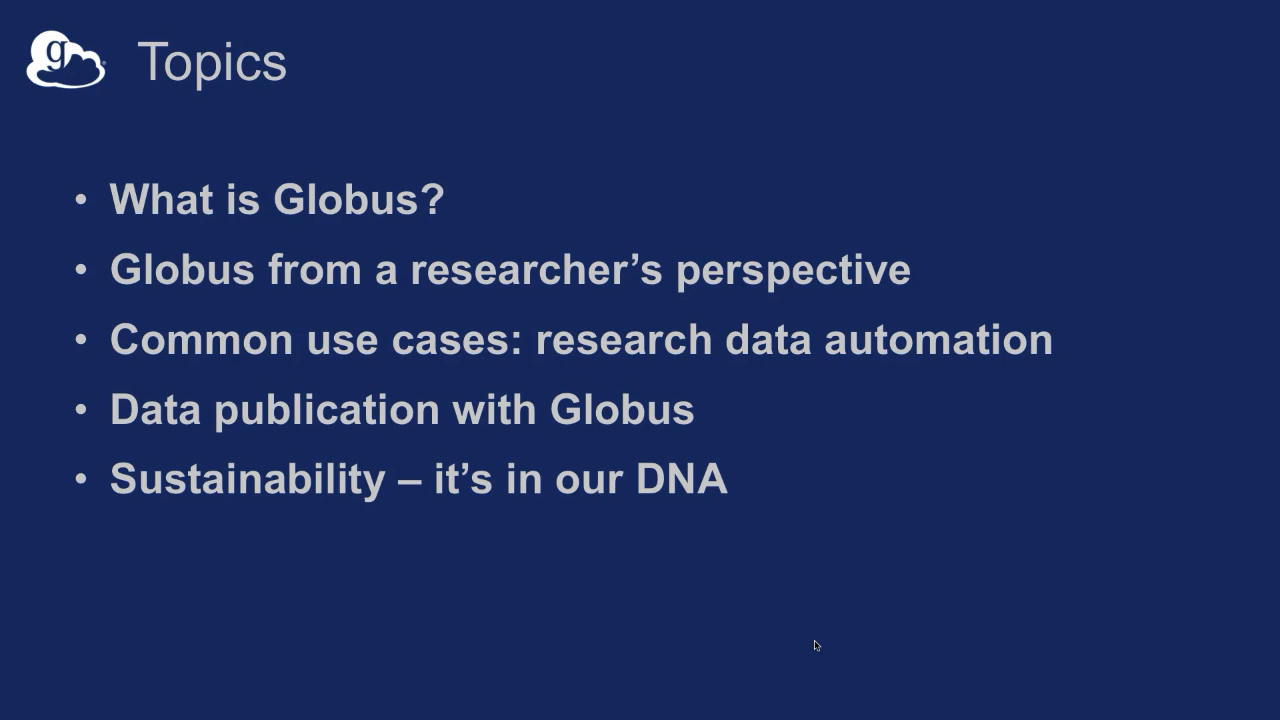 g
Topics
• What is Globus?
• Globus from a researcher’s perspective
• Common use cases: research data automation
• Data publication with Globus
• Sustainability – it’s in our DNA